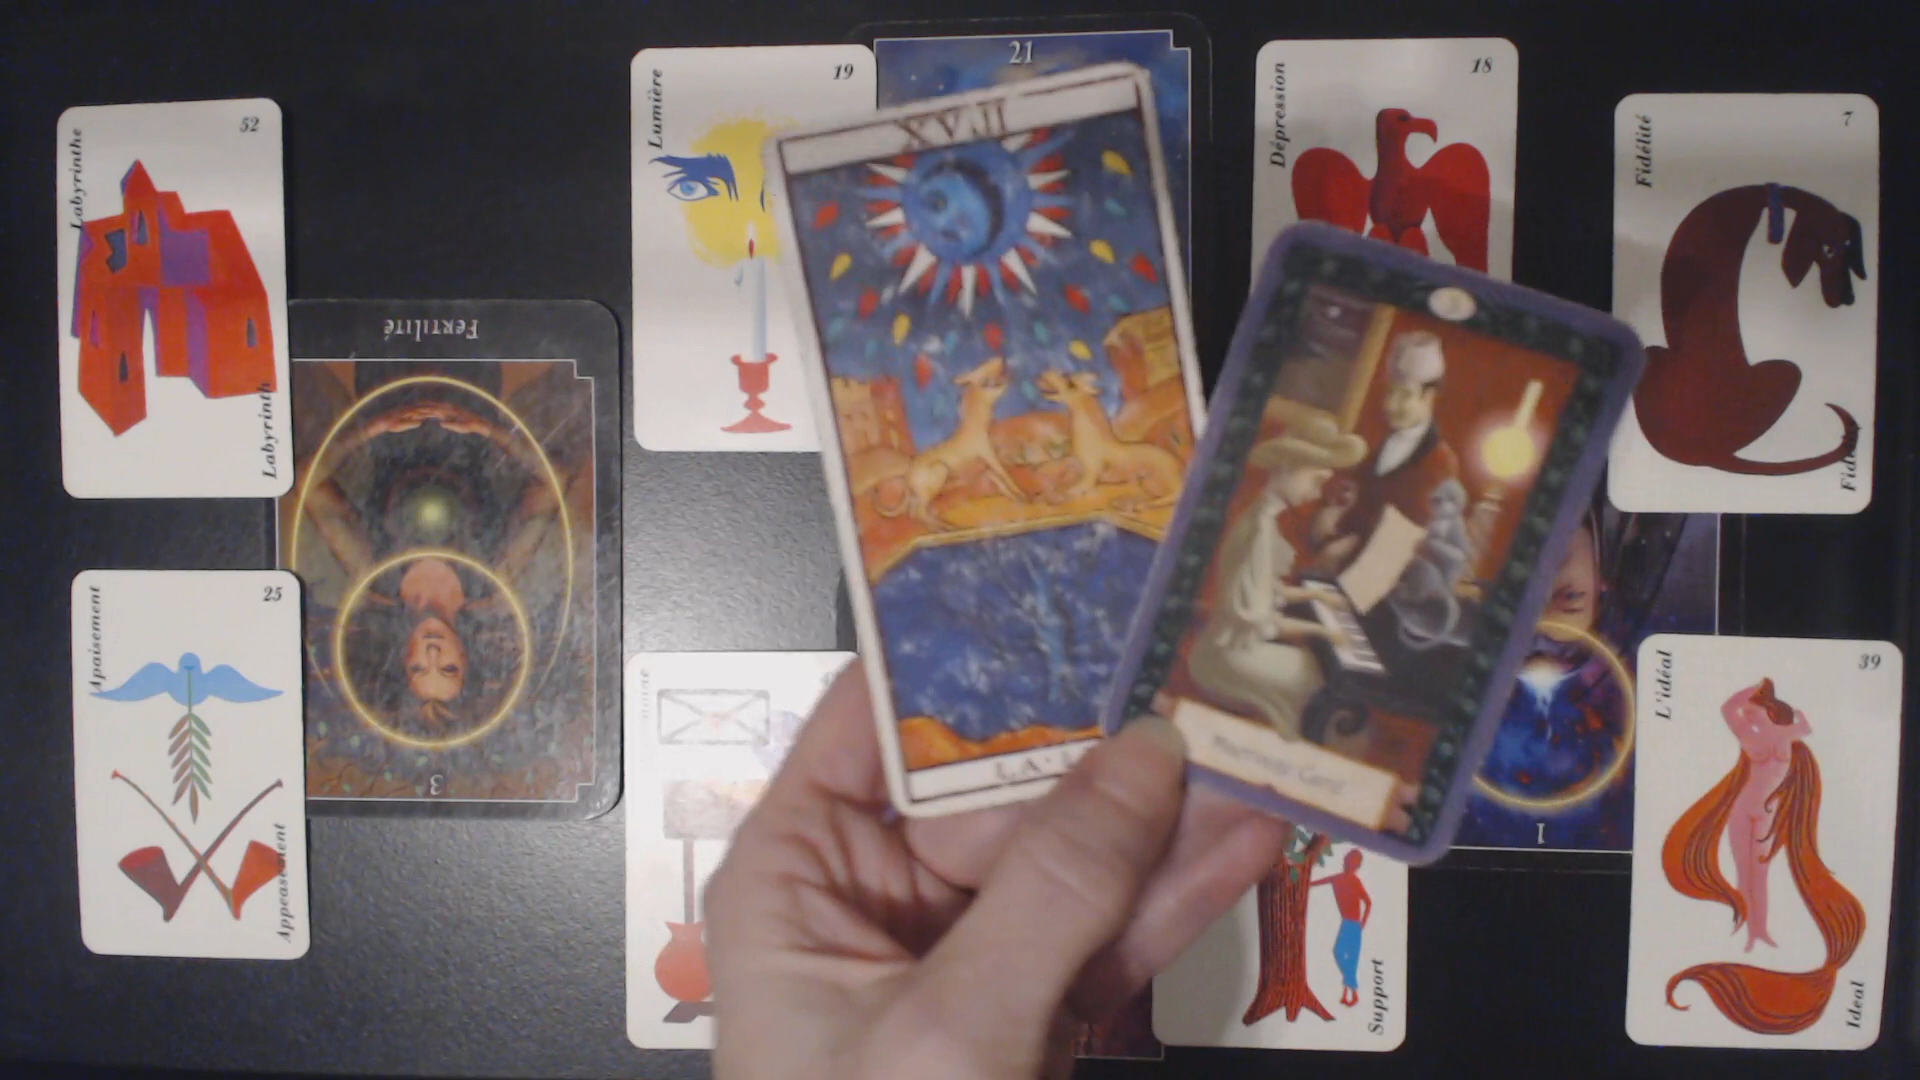 52
Labyrinthe
Labyrinth
Fertilité
3
25
Apaisement
Appeasement
19
Lumière
21
XVIII
18
Dépression
7
Fidélité
1
39
L'idéal
Ideal
Support